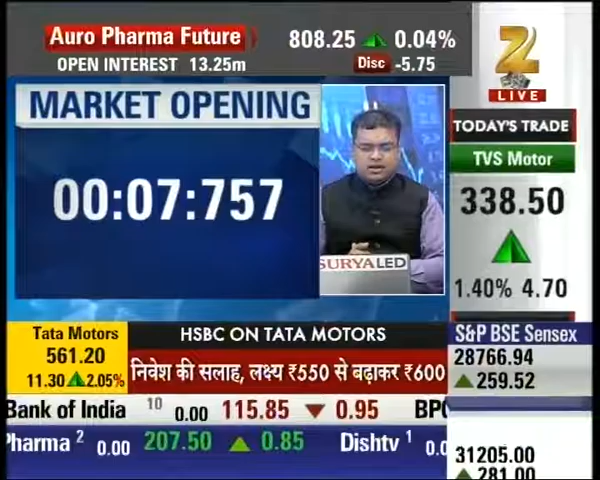 Auro Pharma Future
808.25 0.04%
OPEN INTEREST 13.25m
Disc -5.75
LIVE
MARKET OPENING
00:07:757
SURYA LED
TODAY'S TRADE
TVS Motor
338.50
1.40% 4.70
Tata Motors
561.20
11.30 2.05%
HSBC ON TATA MOTORS
निवेश की सलाह, लक्ष्य ₹550 से बढ़ाकर ₹600
S&P BSE Sensex
28766.94
259.52
Bank of India 10 0.00 115.85 0.95 BPC
Pharma 2 0.00 207.50 0.85 Dishtv 1 0.0
31205.00
281.00